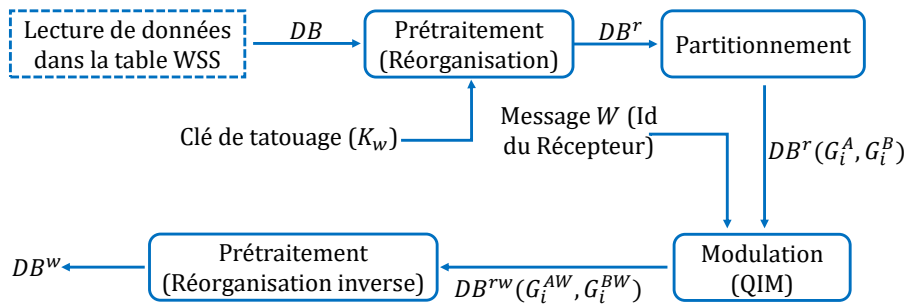 Lecture de données
dans la table WSS
DB
Prétraitement
(Réorganisation)
DB^r
Partitionnement
Clé de tatouage (K_w)
Message W (Id
du Récepteur)
DB^r(G_i^A, G_i^B)
DB^w
Prétraitement
(Réorganisation inverse)
DB^{rw}(G_i^{AW}, G_i^{BW})
Modulation
(QIM)